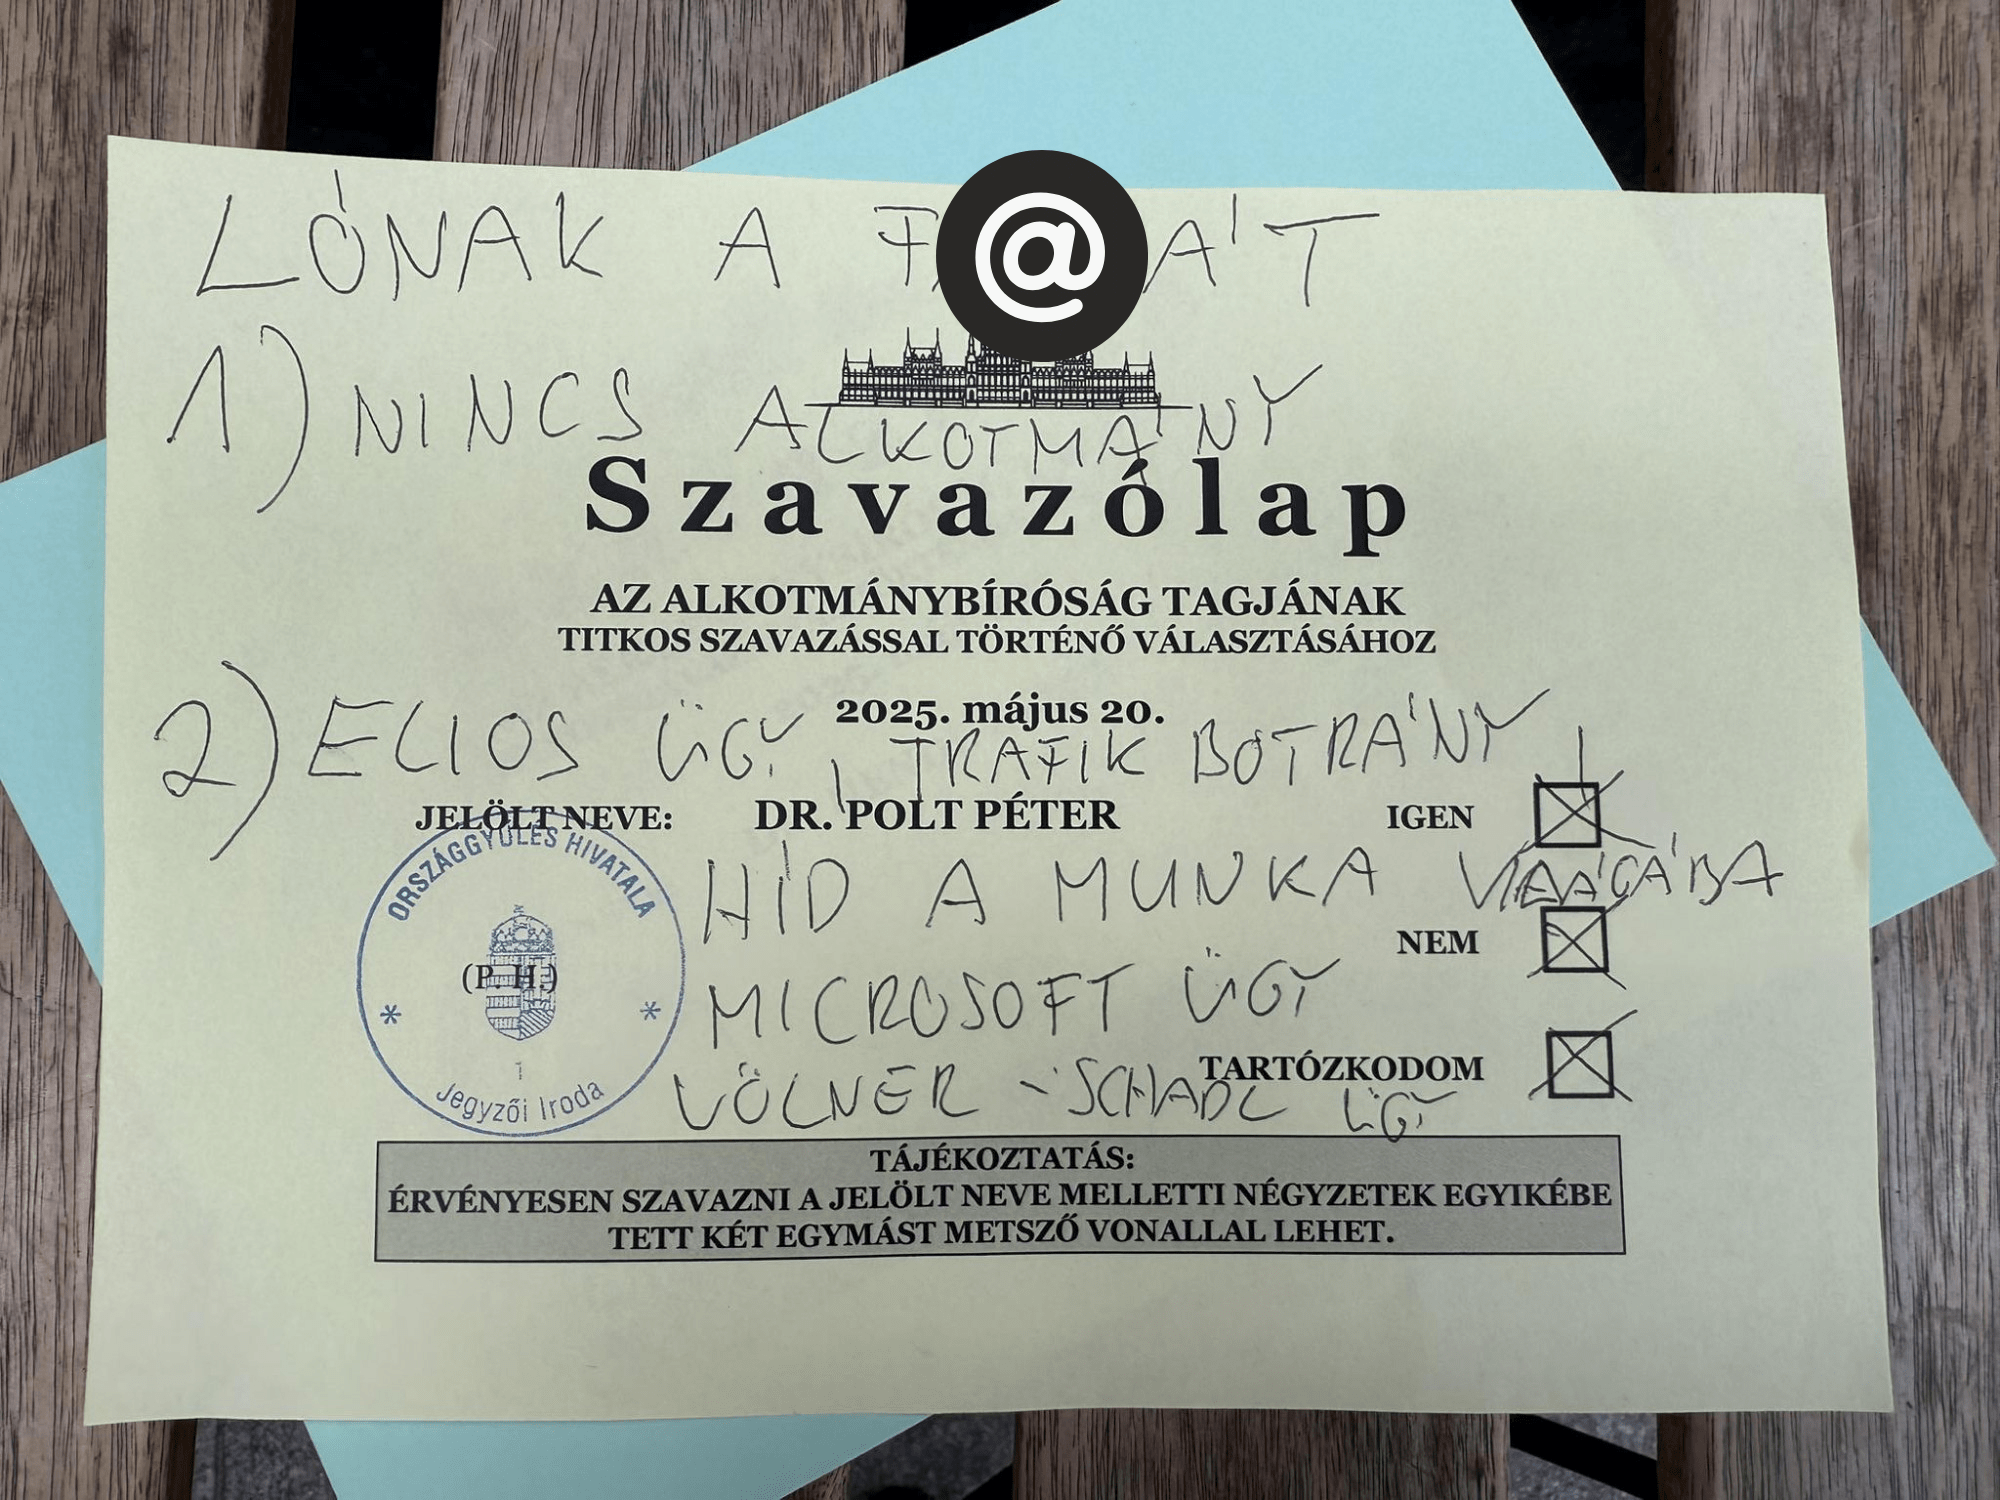 LÓNAK A
@
1) NINCS ALKOTMÁNY
Szavazólap
AZ ALKOTMÁNYBÍRÓSÁG TAGJÁNAK
TITKOS SZAVAZÁSSAL TÖRTÉNŐ VÁLASZTÁSÁHOZ
2025. május 20.
2) ELIOS ÜGY, TRAFIK BOTRÁNY
JELÖLT NEVE: DR. POLT PÉTER IGEN
HÍD A MUNKA VILÁGÁBA
NEM
MICROSOFT ÜGY
TARTÓZKODOM
VÖLNER - SCHADL ÜGY
ORSZÁGGYŰLÉS HIVATALA
(P. H.)
* *
1
Jegyzői Iroda
TÁJÉKOZTATÁS:
ÉRVÉNYESEN SZAVAZNI A JELÖLT NEVE MELLETTI NÉGYZETEK EGYIKÉBE
TETT KÉT EGYMÁST METSZŐ VONALLAL LEHET.